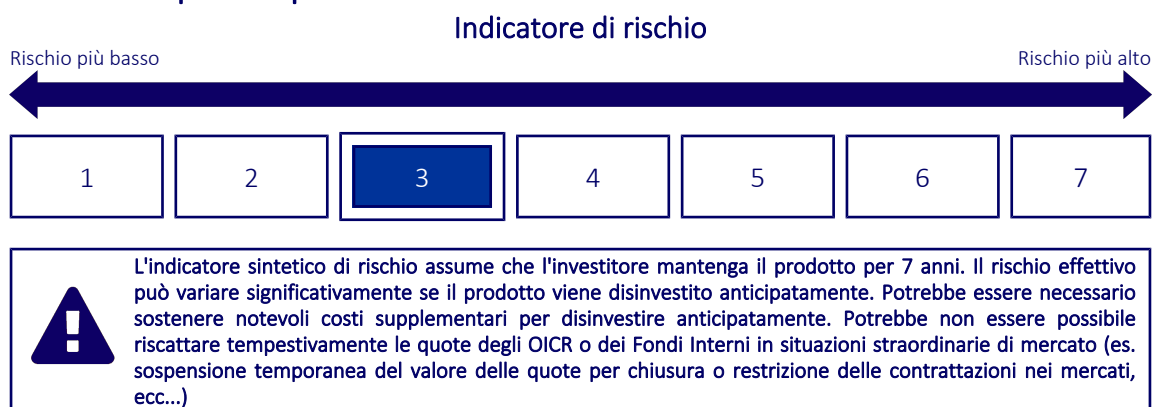 Indicatore di rischio
Rischio più basso
Rischio più alto
1
2
3
4
5
6
7
L'indicatore sintetico di rischio assume che l'investitore mantenga il prodotto per 7 anni. Il rischio effettivo
può variare significativamente se il prodotto viene disinvestito anticipatamente. Potrebbe essere necessario
sostenere notevoli costi supplementari per disinvestire anticipatamente. Potrebbe non essere possibile
riscattare tempestivamente le quote degli OICR o dei Fondi Interni in situazioni straordinarie di mercato (es.
sospensione temporanea del valore delle quote per chiusura o restrizione delle contrattazioni nei mercati,
ecc...)